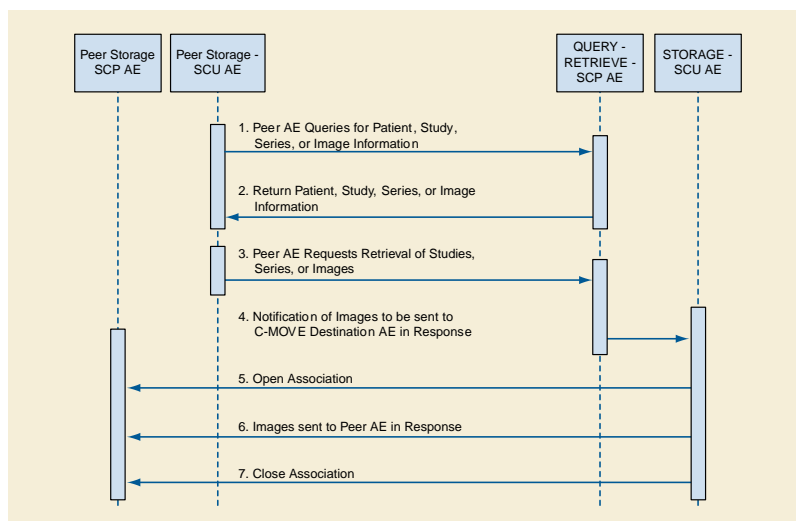 Peer Storage
SCP AE
Peer Storage -
SCU AE
QUERY -
RETRIEVE -
SCP AE
STORAGE -
SCU AE
1. Peer AE Queries for Patient, Study,
Series, or Image Information
2. Return Patient, Study, Series, or Image
Information
3. Peer AE Requests Retrieval of Studies,
Series, or Images
4. Notification of Images to be sent to
C-MOVE Destination AE in Response
5. Open Association
6. Images sent to Peer AE in Response
7. Close Association